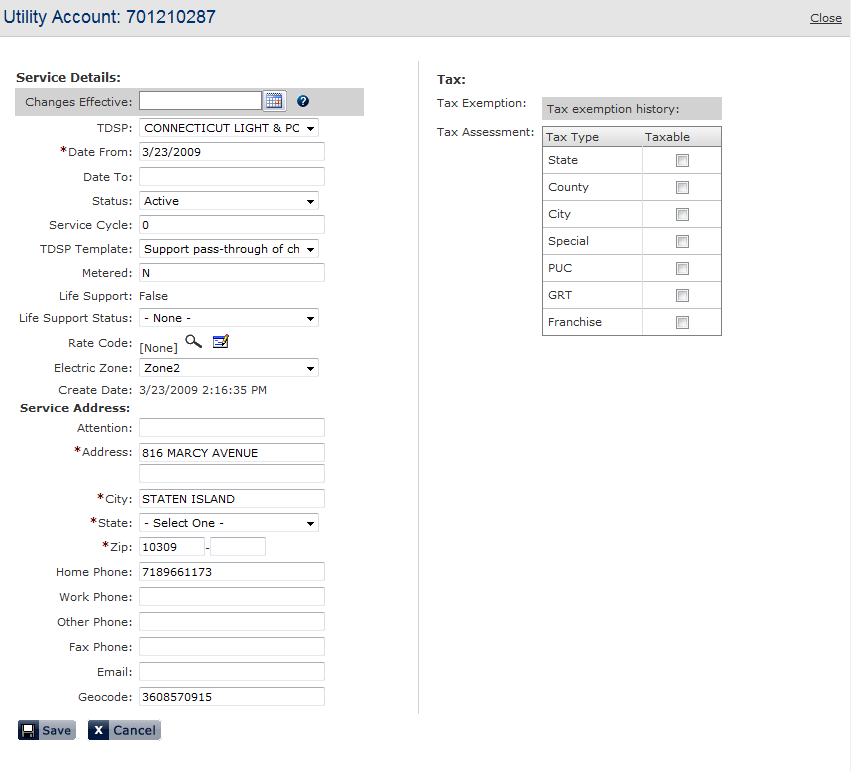 Utility Account: 701210287
Close
Service Details:
Changes Effective:
?
TDSP: CONNECTICUT LIGHT & PC
*Date From: 3/23/2009
Date To:
Status: Active
Service Cycle: 0
TDSP Template: Support pass-through of ch
Metered: N
Life Support: False
Life Support Status: - None -
Rate Code: [None]
Electric Zone: Zone2
Create Date: 3/23/2009 2:16:35 PM
Service Address:
Attention:
*Address: 816 MARCY AVENUE
*City: STATEN ISLAND
*State: - Select One -
*Zip: 10309 -
Home Phone: 7189661173
Work Phone:
Other Phone:
Fax Phone:
Email:
Geocode: 3608570915
Save
X Cancel
Tax:
Tax Exemption: Tax exemption history:
Tax Assessment: Tax Type Taxable
State
County
City
Special
PUC
GRT
Franchise